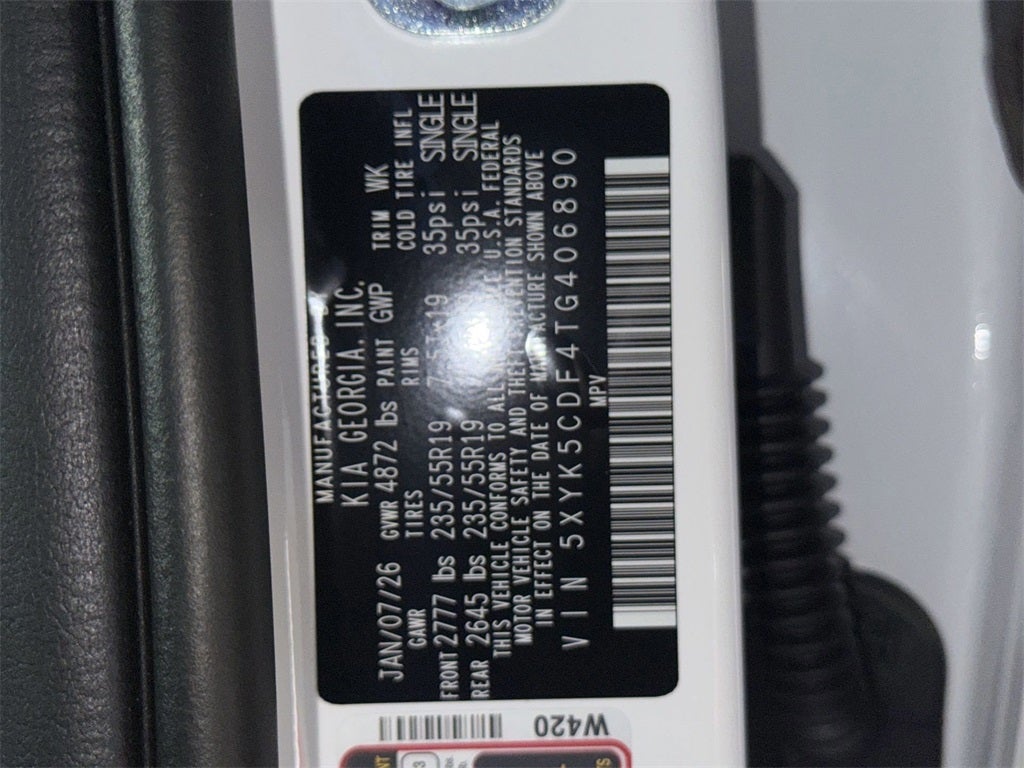 MANUFACTURED
KIA GEORGIA. INC.
JAN/07/26 GVWR 4872 lbs PAINT GWP TRIM WK
GAWR TIRES RIMS COLD TIRE INFL
FRONT 2777 lbs 235/55R19 35psi SINGLE
REAR 2645 lbs 235/55R19 35psi SINGLE
THIS VEHICLE CONFORMS TO ALL U.S.A. FEDERAL
MOTOR VEHICLE SAFETY AND THEFT PREVENTION STANDARDS
IN EFFECT ON THE DATE OF MANUFACTURE SHOWN ABOVE
VIN 5XYK5CDF4TG406890
MPV
W420